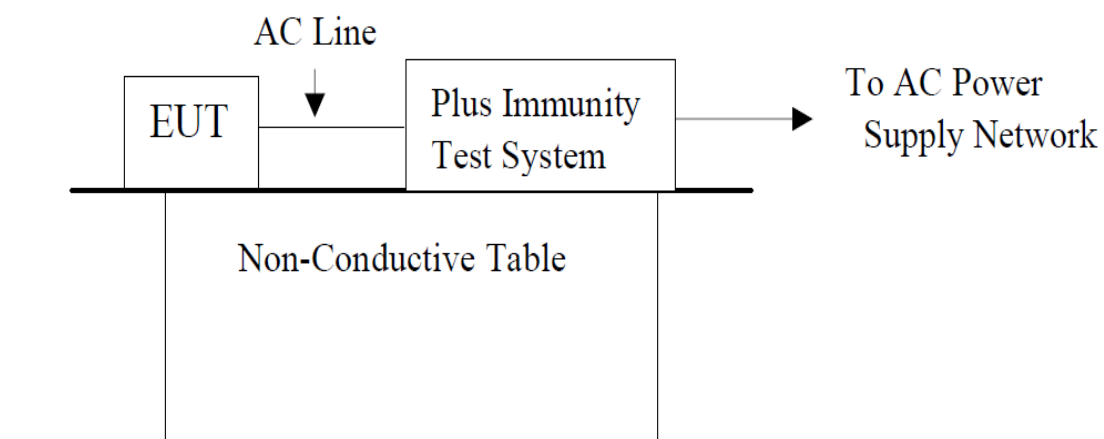 AC Line
EUT
Plus Immunity
Test System
To AC Power
Supply Network
Non-Conductive Table